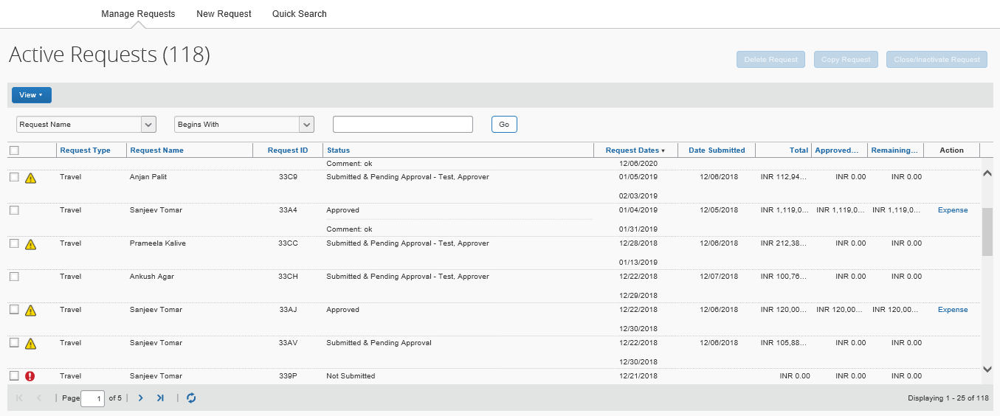 Manage Requests New Request Quick Search
Active Requests (118)
Delete Request Copy Request Close/Inactivate Request
View
Request Name Begins With Go
Request Type Request Name Request ID Status Request Dates Date Submitted Total Approved... Remaining... Action
Comment: ok 12/06/2020
Travel Anjan Palit 33C9 Submitted & Pending Approval - Test, Approver 01/05/2019 12/06/2018 INR 112,94... INR 0.00 INR 0.00
02/03/2019
Travel Sanjeev Tomar 33A4 Approved 01/04/2019 12/05/2018 INR 1,119,0... INR 1,119,0... INR 1,119,0... Expense
Comment: ok 01/31/2019
Travel Prameela Kalive 33CC Submitted & Pending Approval - Test, Approver 12/28/2018 12/06/2018 INR 212,38... INR 0.00 INR 0.00
01/13/2019
Travel Ankush Agar 33CH Submitted & Pending Approval - Test, Approver 12/22/2018 12/07/2018 INR 100,76... INR 0.00 INR 0.00
12/29/2018
Travel Sanjeev Tomar 33AJ Approved 12/22/2018 12/06/2018 INR 120,00... INR 120,00... INR 120,00... Expense
12/30/2018
Travel Sanjeev Tomar 33AV Submitted & Pending Approval 12/22/2018 12/06/2018 INR 105,88... INR 0.00 INR 0.00
12/30/2018
Travel Sanjeev Tomar 339P Not Submitted 12/21/2018 INR 0.00 INR 0.00 INR 0.00
Page 1 of 5 Displaying 1 - 25 of 118